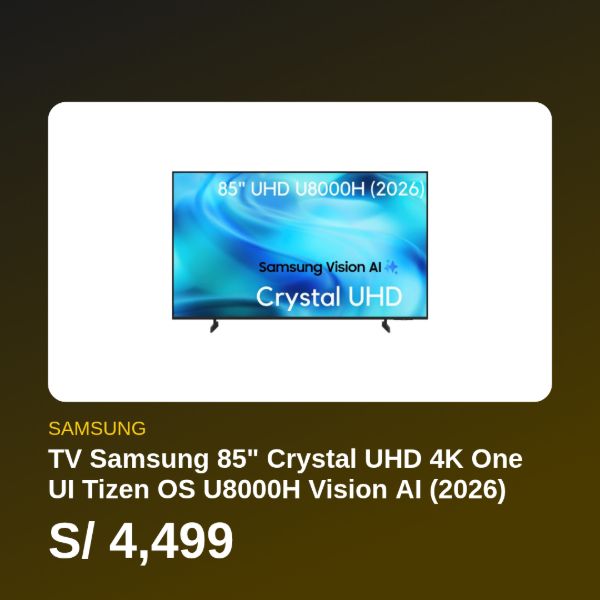 85" UHD U8000H (2026)
Samsung Vision AI
Crystal UHD
SAMSUNG
TV Samsung 85" Crystal UHD 4K One
UI Tizen OS U8000H Vision AI (2026)
S/ 4,499